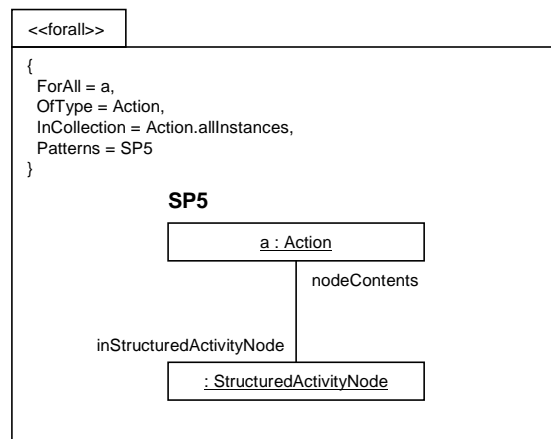 <<forall>>
{
ForAll = a,
OfType = Action,
InCollection = Action.allInstances,
Patterns = SP5
}
SP5
a : Action
nodeContents
inStructuredActivityNode
: StructuredActivityNode